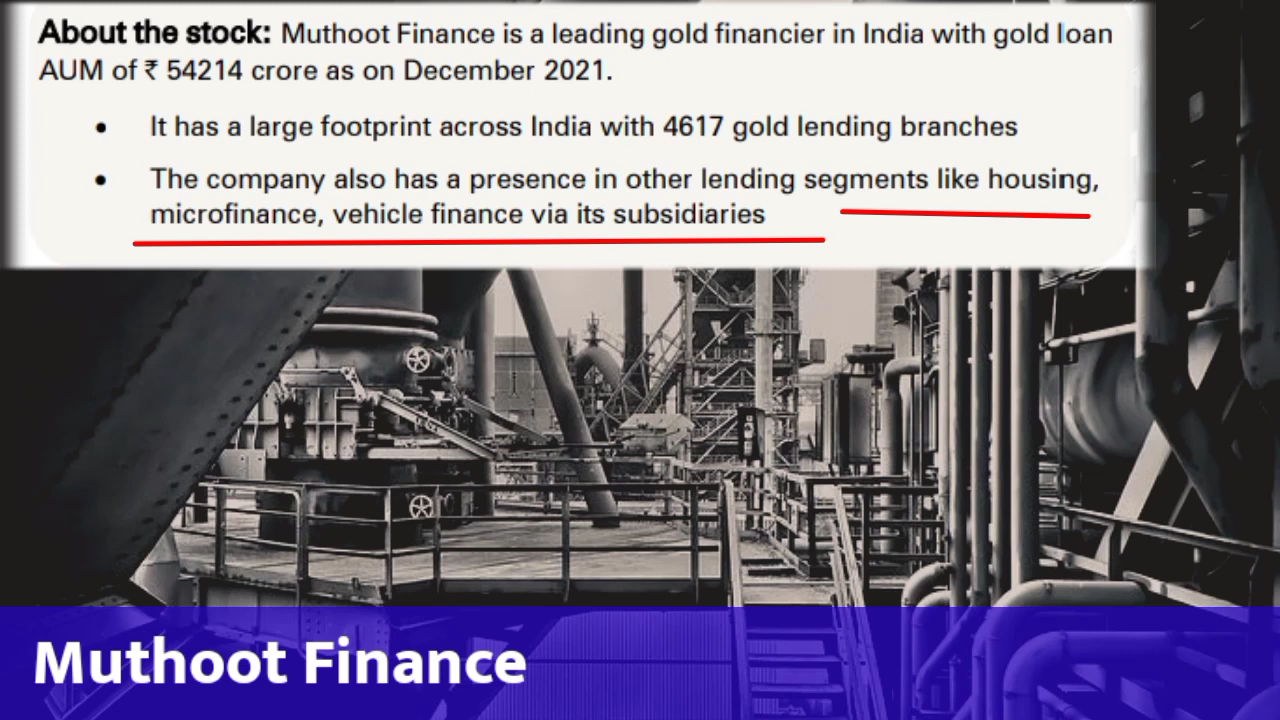 About the stock: Muthoot Finance is a leading gold financier in India with gold loan
AUM of ₹ 54214 crore as on December 2021.
• It has a large footprint across India with 4617 gold lending branches
• The company also has a presence in other lending segments like housing,
microfinance, vehicle finance via its subsidiaries
Muthoot Finance